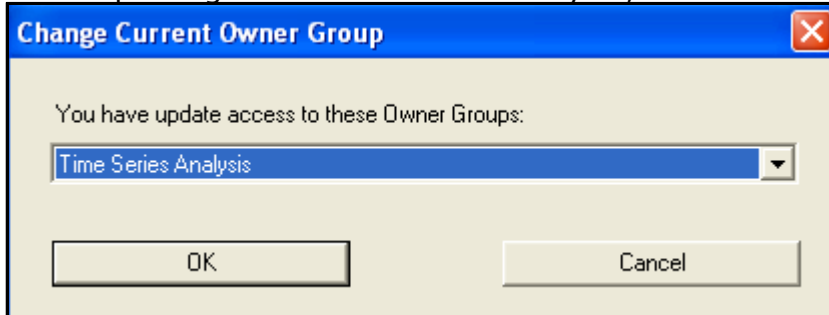 Change Current Owner Group
You have update access to these Owner Groups:
Time Series Analysis
OK
Cancel